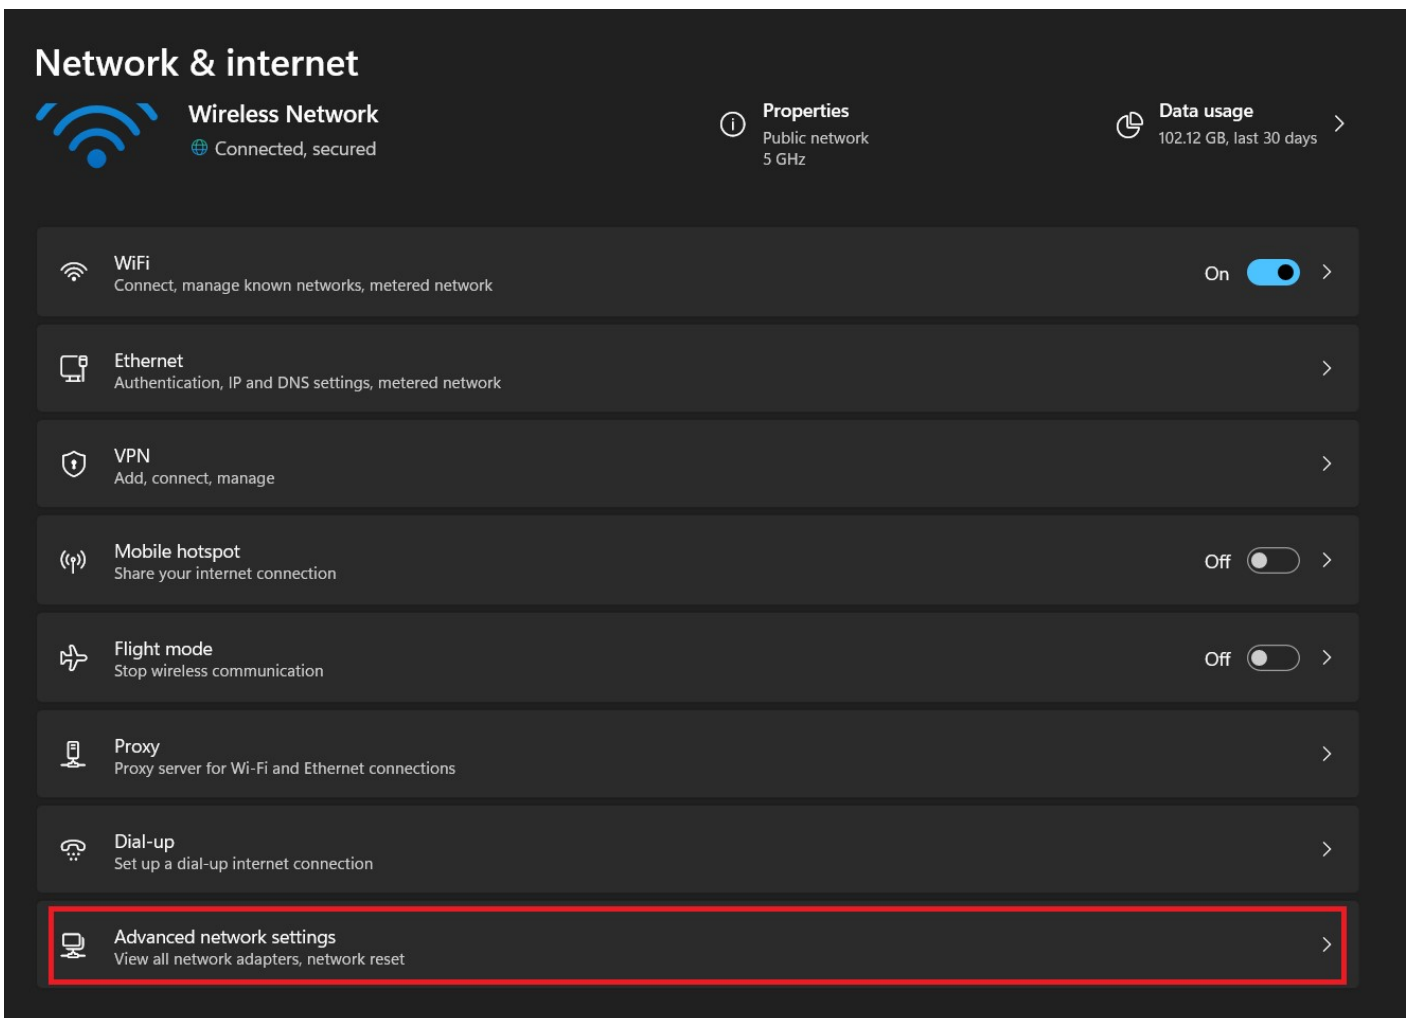 Network & internet
Wireless Network
Connected, secured
Properties
Public network
5 GHz
Data usage
102.12 GB, last 30 days
WiFi
Connect, manage known networks, metered network
On
Ethernet
Authentication, IP and DNS settings, metered network
VPN
Add, connect, manage
Mobile hotspot
Share your internet connection
Off
Flight mode
Stop wireless communication
Off
Proxy
Proxy server for Wi-Fi and Ethernet connections
Dial-up
Set up a dial-up internet connection
Advanced network settings
View all network adapters, network reset